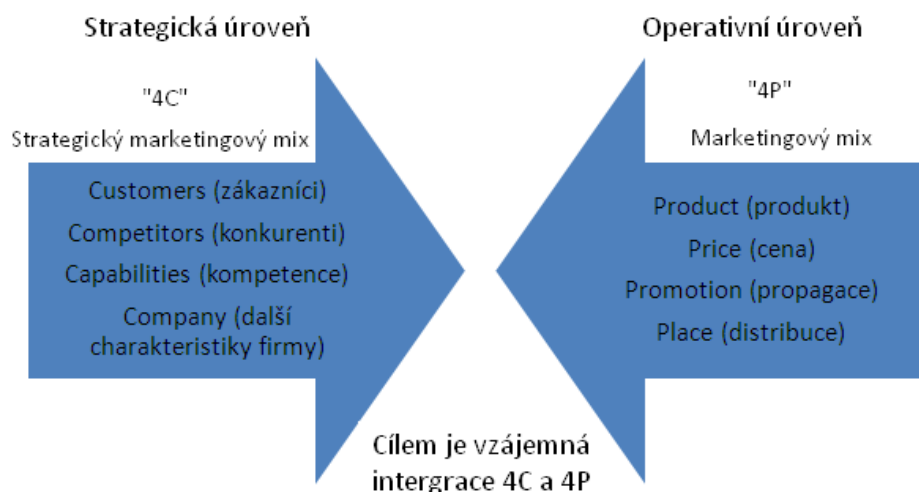 Strategická úroveň
"4C"
Strategický marketingový mix
Customers (zákazníci)
Competitors (konkurenti)
Capabilities (kompetence)
Company (další
charakteristiky firmy)
Operativní úroveň
"4P"
Marketingový mix
Product (produkt)
Price (cena)
Promotion (propagace)
Place (distribuce)
Cílem je vzájemná
intergrace 4C a 4P